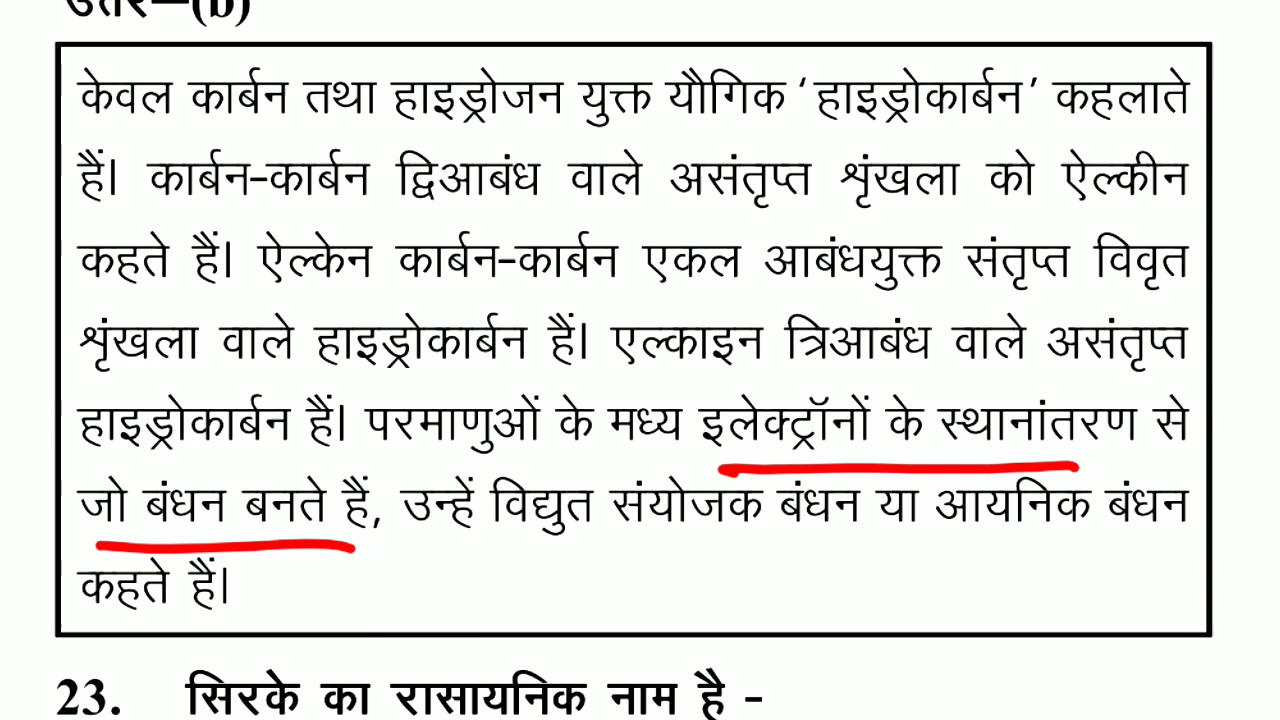 उत्तर–(b)
केवल कार्बन तथा हाइड्रोजन युक्त यौगिक ‘हाइड्रोकार्बन’ कहलाते
हैं। कार्बन-कार्बन द्विआबंध वाले असंतृप्त शृंखला को ऐल्कीन
कहते हैं। ऐल्केन कार्बन-कार्बन एकल आबंधयुक्त संतृप्त विवृत
शृंखला वाले हाइड्रोकार्बन हैं। एल्काइन त्रिआबंध वाले असंतृप्त
हाइड्रोकार्बन हैं। परमाणुओं के मध्य इलेक्ट्रॉनों के स्थानांतरण से
जो बंधन बनते हैं, उन्हें विद्युत संयोजक बंधन या आयनिक बंधन
कहते हैं।
23. सिरके का रासायनिक नाम है -